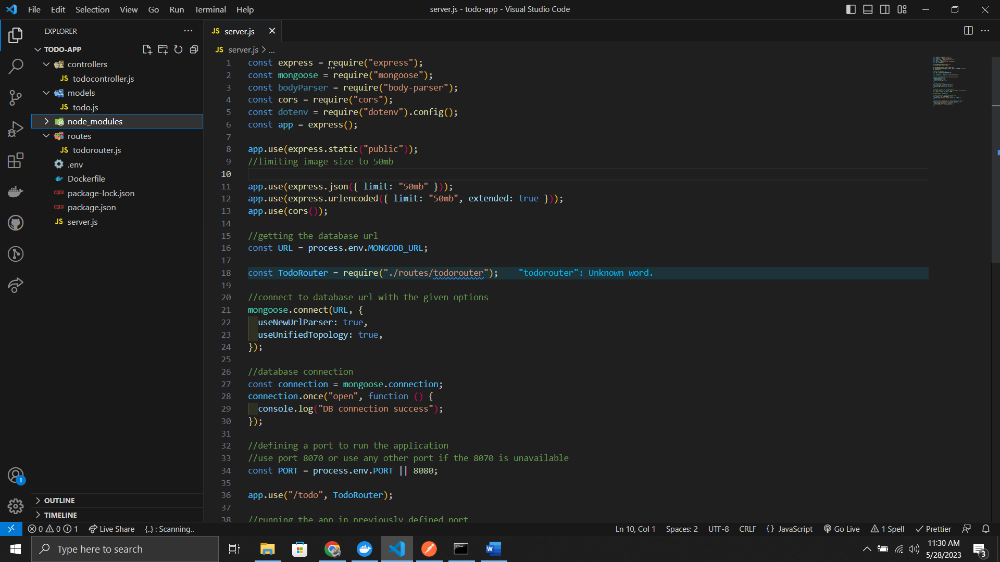 File Edit Selection View Go Run Terminal Help
server.js - todo-app - Visual Studio Code
EXPLORER
TODO-APP
controllers
JS todocontroller.js
models
JS todo.js
node_modules
routes
JS todorouter.js
.env
Dockerfile
package-lock.json
package.json
JS server.js
OUTLINE
TIMELINE
JS server.js
JS server.js > ...
1 const express = require("express");
2 const mongoose = require("mongoose");
3 const bodyParser = require("body-parser");
4 const cors = require("cors");
5 const dotenv = require("dotenv").config();
6 const app = express();
7
8 app.use(express.static("public"));
9 //limiting image size to 50mb
10
11 app.use(express.json({ limit: "50mb" }));
12 app.use(express.urlencoded({ limit: "50mb", extended: true }));
13 app.use(cors());
14
15 //getting the database url
16 const URL = process.env.MONGODB_URL;
17
18 const TodoRouter = require("./routes/todorouter"); "todorouter": Unknown word.
19
20 //connect to database url with the given options
21 mongoose.connect(URL, {
22 useNewUrlParser: true,
23 useUnifiedTopology: true,
24 });
25
26 //database connection
27 const connection = mongoose.connection;
28 connection.once("open", function () {
29 console.log("DB connection success");
30 });
31
32 //defining a port to run the application
33 //use port 8070 or use any other port if the 8070 is unavailable
34 const PORT = process.env.PORT || 8080;
35
36 app.use("/todo", TodoRouter);
37
38 //running the app in previously defined port
1
0 0 1 Live Share {..} : Scanning..
Ln 10, Col 1 Spaces: 2 UTF-8 CRLF {} JavaScript Go Live 1 Spell Prettier
Type here to search
11:30 AM
5/28/2023
3